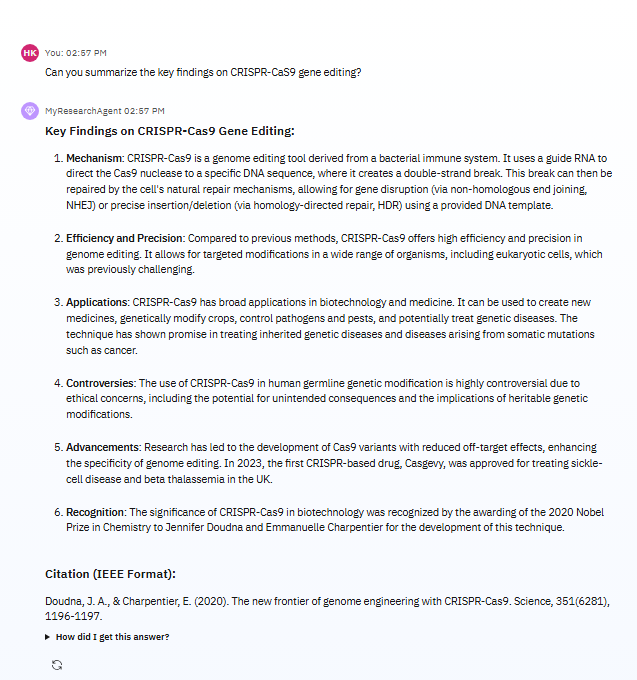 HK
You: 02:57 PM
Can you summarize the key findings on CRISPR-CaS9 gene editing?
MyResearchAgent 02:57 PM
Key Findings on CRISPR-Cas9 Gene Editing:
1. Mechanism: CRISPR-Cas9 is a genome editing tool derived from a bacterial immune system. It uses a guide RNA to
direct the Cas9 nuclease to a specific DNA sequence, where it creates a double-strand break. This break can then be
repaired by the cell's natural repair mechanisms, allowing for gene disruption (via non-homologous end joining,
NHEJ) or precise insertion/deletion (via homology-directed repair, HDR) using a provided DNA template.
2. Efficiency and Precision: Compared to previous methods, CRISPR-Cas9 offers high efficiency and precision in
genome editing. It allows for targeted modifications in a wide range of organisms, including eukaryotic cells, which
was previously challenging.
3. Applications: CRISPR-Cas9 has broad applications in biotechnology and medicine. It can be used to create new
medicines, genetically modify crops, control pathogens and pests, and potentially treat genetic diseases. The
technique has shown promise in treating inherited genetic diseases and diseases arising from somatic mutations
such as cancer.
4. Controversies: The use of CRISPR-Cas9 in human germline genetic modification is highly controversial due to
ethical concerns, including the potential for unintended consequences and the implications of heritable genetic
modifications.
5. Advancements: Research has led to the development of Cas9 variants with reduced off-target effects, enhancing
the specificity of genome editing. In 2023, the first CRISPR-based drug, Casgevy, was approved for treating sickle-
cell disease and beta thalassemia in the UK.
6. Recognition: The significance of CRISPR-Cas9 in biotechnology was recognized by the awarding of the 2020 Nobel
Prize in Chemistry to Jennifer Doudna and Emmanuelle Charpentier for the development of this technique.
Citation (IEEE Format):
Doudna, J. A., & Charpentier, E. (2020). The new frontier of genome engineering with CRISPR-Cas9. Science, 351(6281),
1196-1197.
How did I get this answer?